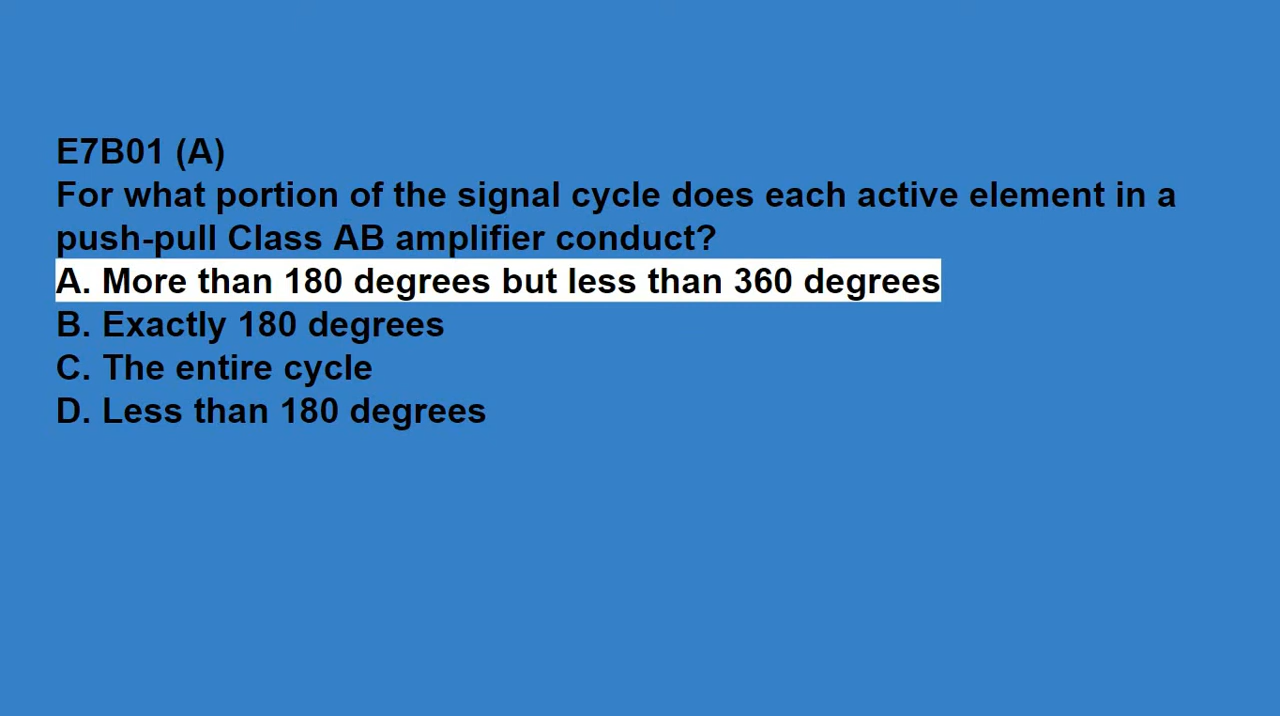 E7B01 (A)
For what portion of the signal cycle does each active element in a
push-pull Class AB amplifier conduct?
A. More than 180 degrees but less than 360 degrees
B. Exactly 180 degrees
C. The entire cycle
D. Less than 180 degrees